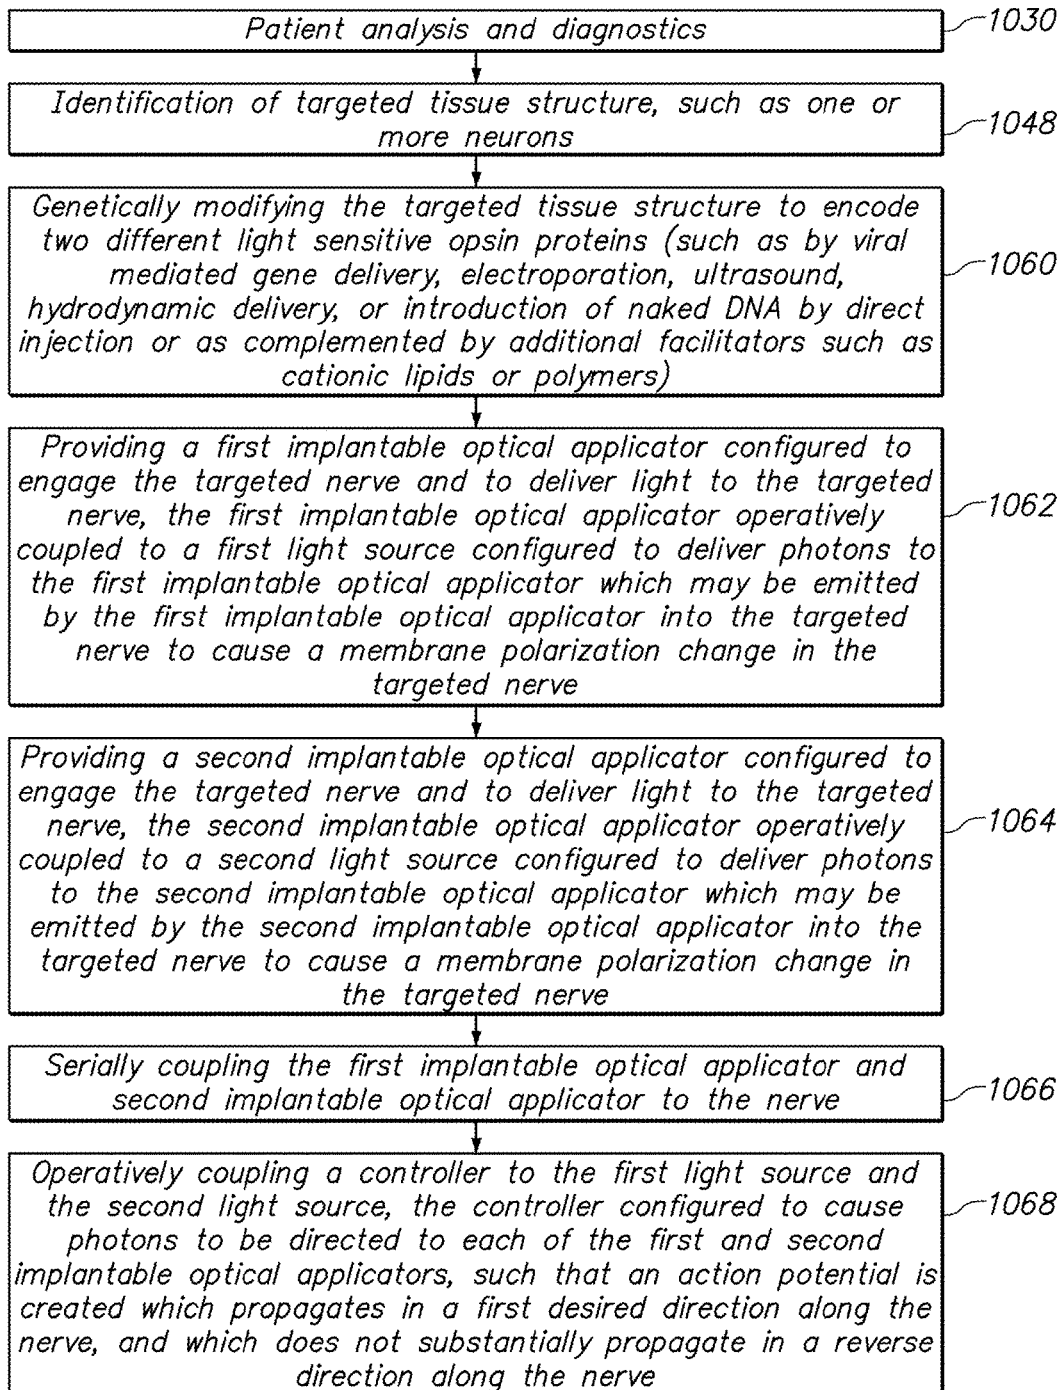 Patient analysis and diagnostics
1030
Identification of targeted tissue structure, such as one or
more neurons
1048
Genetically modifying the targeted tissue structure to encode
two different light sensitive opsin proteins (such as by viral
mediated gene delivery, electroporation, ultrasound,
hydrodynamic delivery, or introduction of naked DNA by direct
injection or as complemented by additional facilitators such as
cationic lipids or polymers)
1060
Providing a first implantable optical applicator configured to
engage the targeted nerve and to deliver light to the targeted
nerve, the first implantable optical applicator operatively
coupled to a first light source configured to deliver photons to
the first implantable optical applicator which may be emitted
by the first implantable optical applicator into the targeted
nerve to cause a membrane polarization change in the
targeted nerve
1062
Providing a second implantable optical applicator configured to
engage the targeted nerve and to deliver light to the targeted
nerve, the second implantable optical applicator operatively
coupled to a second light source configured to deliver photons
to the second implantable optical applicator which may be
emitted by the second implantable optical applicator into the
targeted nerve to cause a membrane polarization change in
the targeted nerve
1064
Serially coupling the first implantable optical applicator and
second implantable optical applicator to the nerve
1066
Operatively coupling a controller to the first light source and
the second light source, the controller configured to cause
photons to be directed to each of the first and second
implantable optical applicators, such that an action potential is
created which propagates in a first desired direction along the
nerve, and which does not substantially propagate in a reverse
direction along the nerve
1068